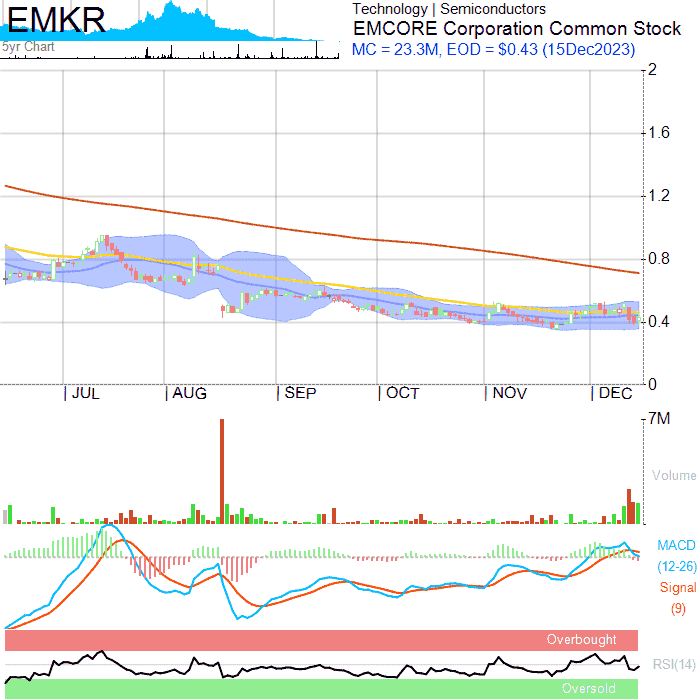 EMKR
5yr Chart
Technology | Semiconductors
EMCORE Corporation Common Stock
MC = 23.3M, EOD = $0.43 (15Dec2023)
2
1.6
1.2
0.8
0.4
0
JUL AUG SEP OCT NOV DEC
7M
Volume
MACD
(12-26)
Signal
(9)
Overbought
RSI(14)
Oversold